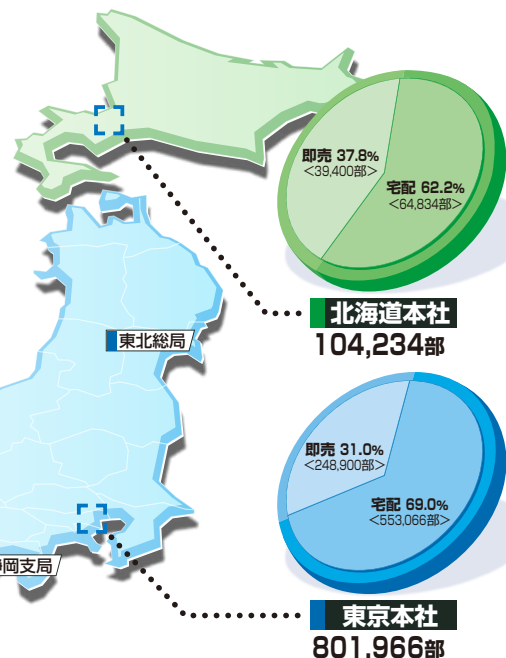 即売 37.8%
<39,400部>
宅配 62.2%
<64,834部>
北海道本社
104,234部
東北総局
即売 31.0%
<248,900部>
宅配 69.0%
<553,066部>
岡支局
東京本社
801,966部